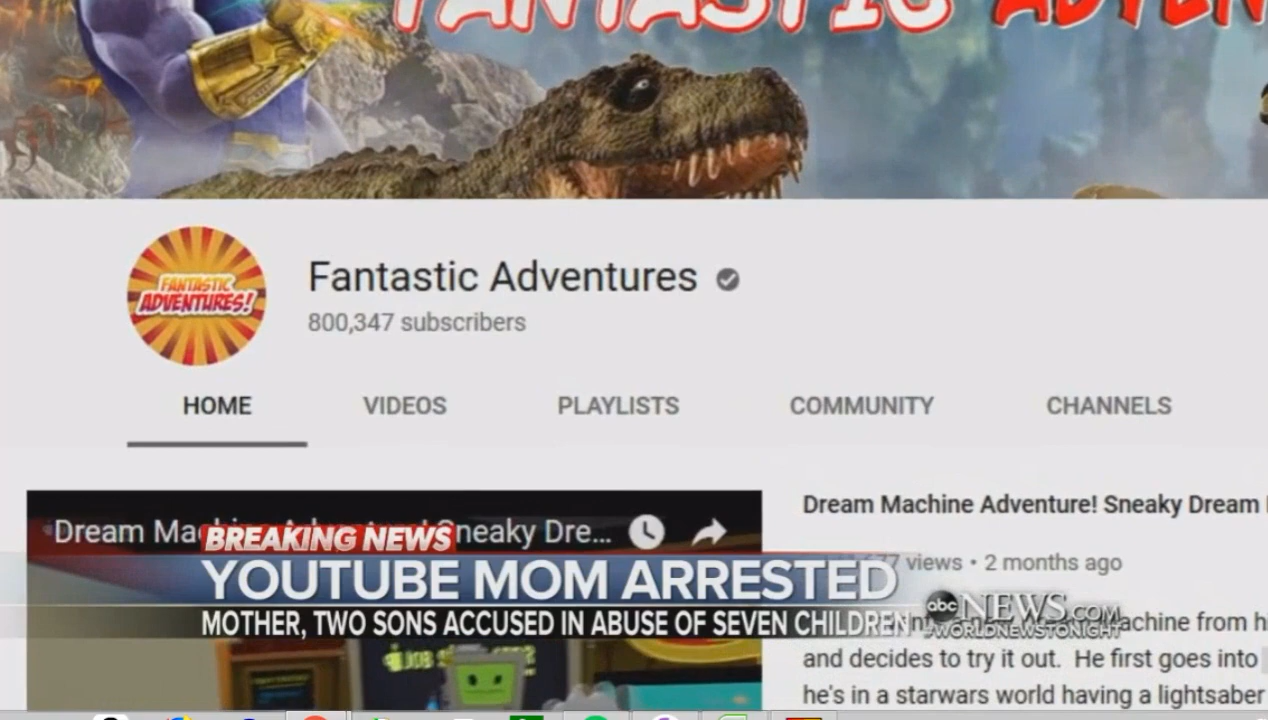 FANTASTIC ADVEN
FANTASTIC
ADVENTURES!
Fantastic Adventures
800,347 subscribers
HOME VIDEOS PLAYLISTS COMMUNITY CHANNELS
Dream Machine Adventure! Sneaky Dream
Dream Ma neaky Dre...
BREAKING NEWS
views • 2 months ago
YOUTUBE MOM ARRESTED
MOTHER, TWO SONS ACCUSED IN ABUSE OF SEVEN CHILDREN
abc NEWS.COM
#WORLDNEWSTONIGHT
achine from hi
and decides to try it out. He first goes into
he's in a starwars world having a lightsaber